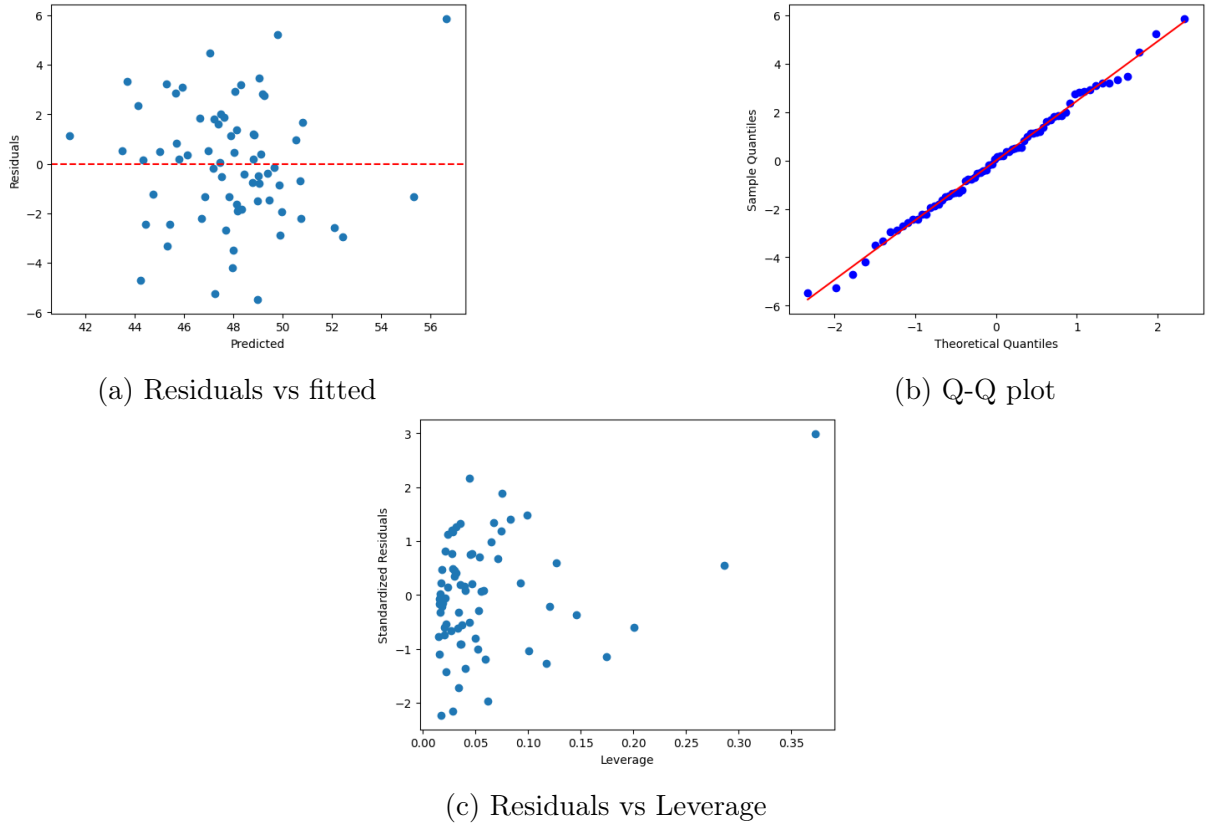 6
4
2
0
−2
−4
−6
Residuals
42 44 46 48 50 52 54 56
Predicted
(a) Residuals vs fitted
6
4
2
0
−2
−4
−6
Sample Quantiles
−2 −1 0 1 2
Theoretical Quantiles
(b) Q-Q plot
3
2
1
0
−1
−2
Standardized Residuals
0.00 0.05 0.10 0.15 0.20 0.25 0.30 0.35
Leverage
(c) Residuals vs Leverage